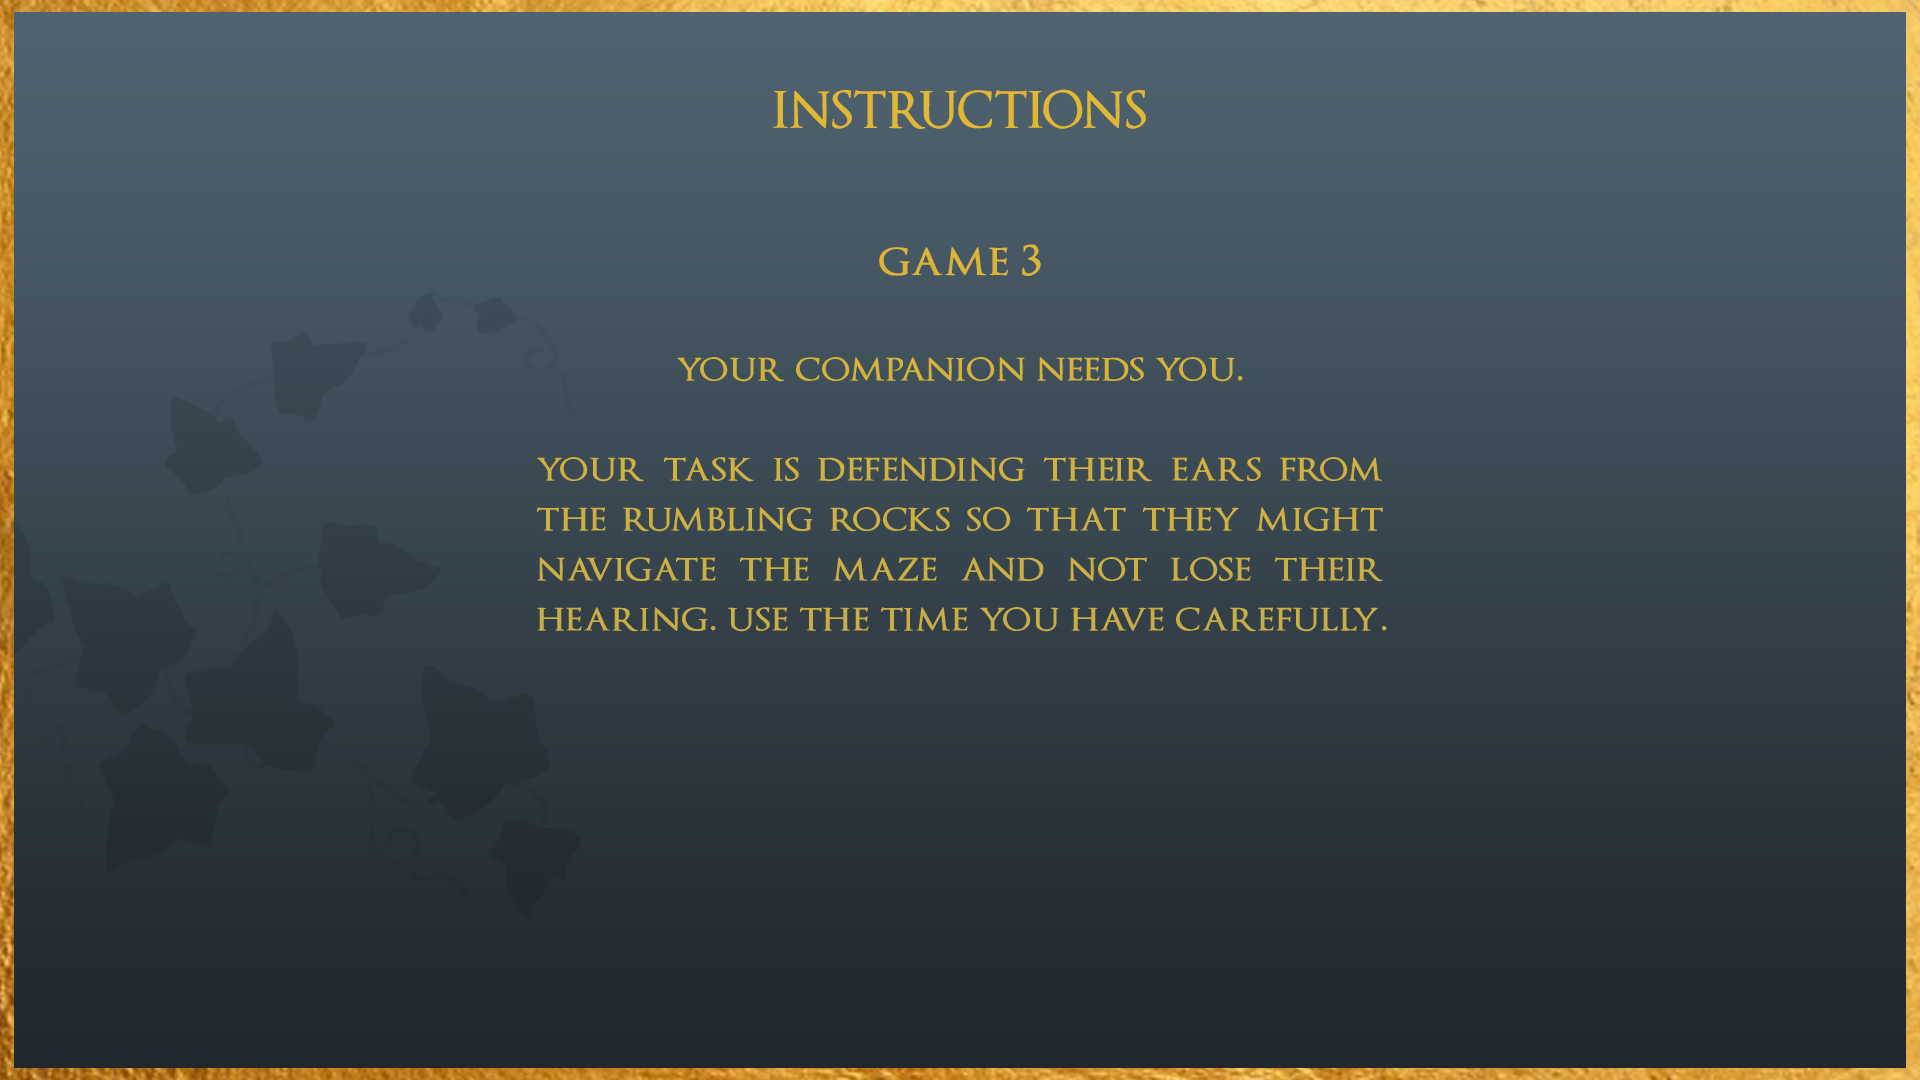 INSTRUCTIONS
GAME 3
YOUR COMPANION NEEDS YOU.
YOUR TASK IS DEFENDING THEIR EARS FROM
THE RUMBLING ROCKS SO THAT THEY MIGHT
NAVIGATE THE MAZE AND NOT LOSE THEIR
HEARING. USE THE TIME YOU HAVE CAREFULLY.